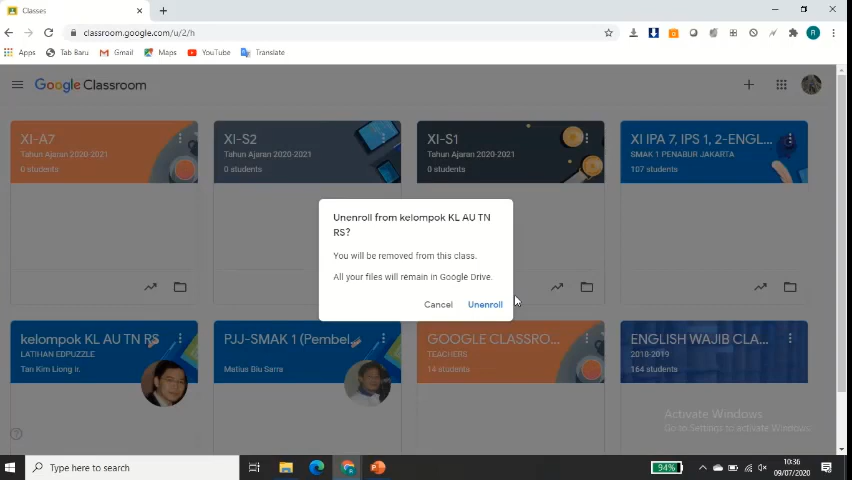 Classes
classroom.google.com/u/2/h
R
Apps
Tab Baru
Gmail
Maps
YouTube
Translate
Google Classroom
XI-A7
Tahun Ajaran 2020-2021
0 students
XI-S2
Tahun Ajaran 2020-2021
0 students
XI-S1
Tahun Ajaran 2020-2021
0 students
XI IPA 7, IPS 1, 2-ENGL...
SMAK 1 PENABUR JAKARTA
107 students
Unenroll from kelompok KL AU TN
RS?
You will be removed from this class.
All your files will remain in Google Drive.
Cancel
Unenroll
kelompok KL AU TN RS
LATIHAN EDPUZZLE
Tan Kim Liong Ir.
PJJ-SMAK 1 (Pembel...
Matius Biu Sarra
GOOGLE CLASSRO...
TEACHERS
14 students
ENGLISH WAJIB CLA...
2018-2019
164 students
Activate Windows
Go to Settings to activate Windows.
Type here to search
94%
10:36
09/07/2020